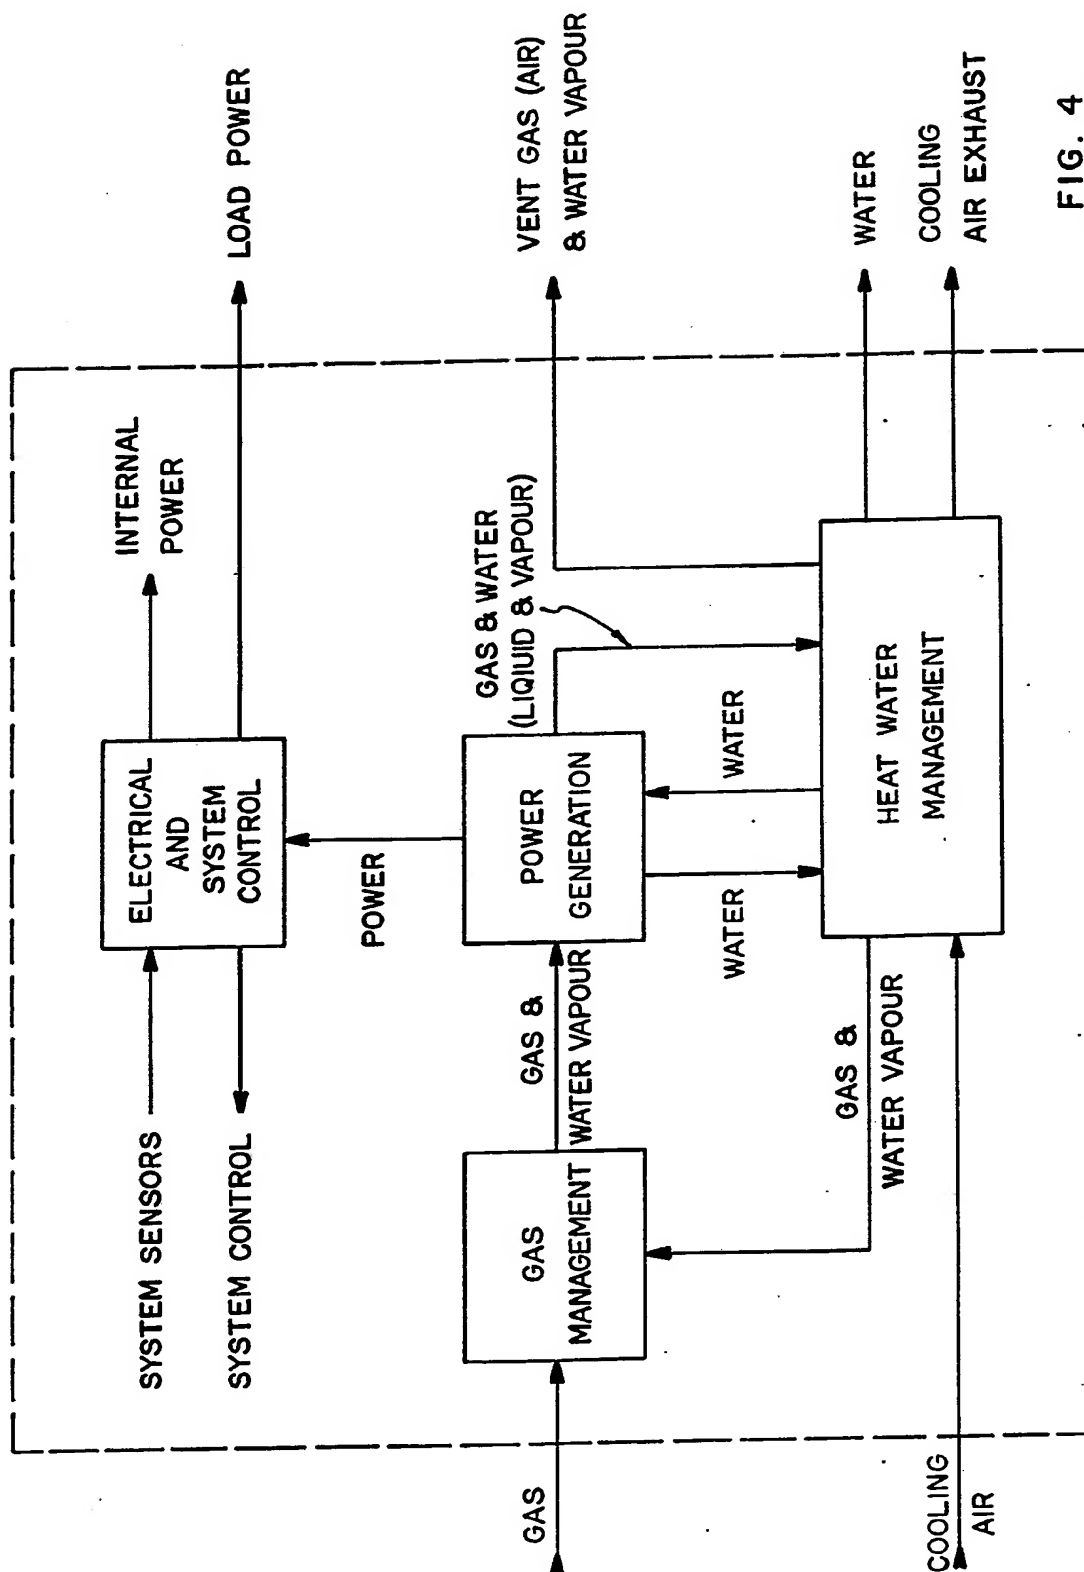 SYSTEM SENSORS
SYSTEM CONTROL
ELECTRICAL
AND
SYSTEM
CONTROL
INTERNAL
POWER
LOAD POWER
POWER
GAS
GAS
MANAGEMENT
GAS &
WATER VAPOUR
POWER
GENERATION
GAS & WATER
(LIQUID & VAPOUR)
VENT GAS (AIR)
& WATER VAPOUR
WATER
WATER
GAS &
WATER VAPOUR
HEAT WATER
MANAGEMENT
WATER
COOLING
AIR EXHAUST
COOLING
AIR
FIG. 4